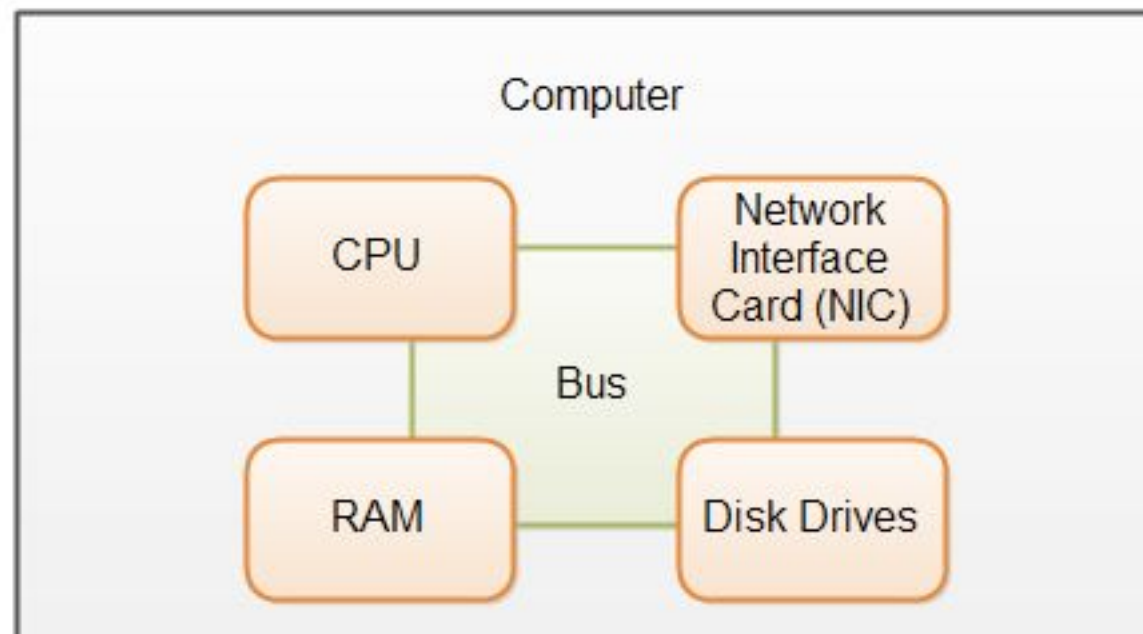 Computer
CPU
Network
Interface
Card (NIC)
Bus
RAM
Disk Drives